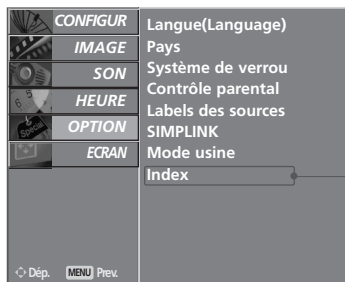 CONFIGUR
IMAGE
SON
HEURE
OPTION
ECRAN
Langue(Language)
Pays
Système de verrou
Contrôle parental
Labels des sources
SIMPLINK
Mode usine
Index
Dép. MENU Prev.